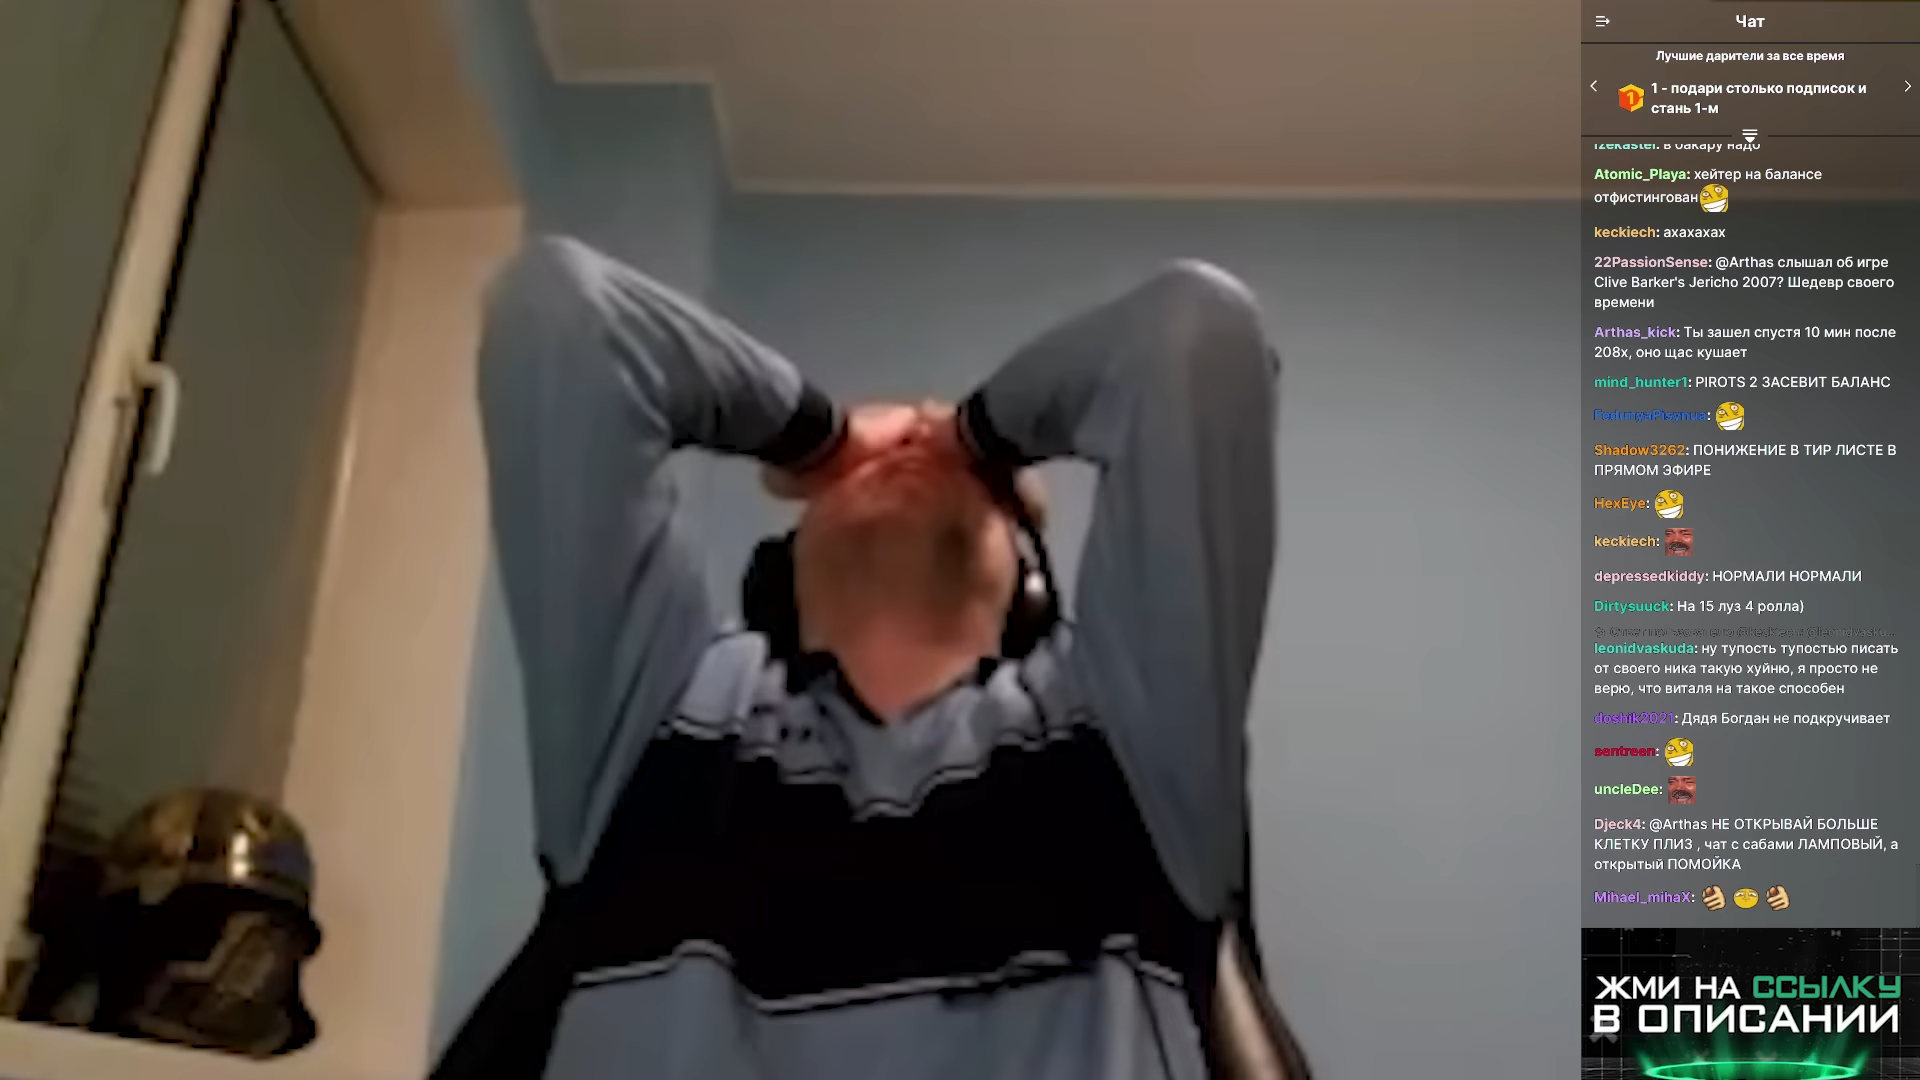 Чат
Лучшие дарители за все время
1 - подари столько подписок и
стань 1-м
в бакару надо
Atomic_Playa: хейтер на балансе
отфистингован
keckiech: ахахахах
22PassionSense: @Arthas слышал об игре
Clive Barker's Jericho 2007? Шедевр своего
времени
Arthas_kick: Ты зашел спустя 10 мин после
208x, оно щас кушает
mind_hunter1: PIROTS 2 ЗАСЕВИТ БАЛАНС
Shadow3262: ПОНИЖЕНИЕ В ТИР ЛИСТЕ В
ПРЯМОМ ЭФИРЕ
HexEye:
keckiech:
depressedkiddy: НОРМАЛИ НОРМАЛИ
Dirtysuuck: На 15 луз 4 ролла)
leonidvaskuda: ну тупость тупостью писать
от своего ника такую хуйню, я просто не
верю, что виталя на такое способен
doshik2021: Дядя Богдан не подкручивает
sentreen:
uncleDee:
Djeck4: @Arthas НЕ ОТКРЫВАЙ БОЛЬШЕ
КЛЕТКУ ПЛИЗ , чат с сабами ЛАМПОВЫЙ, а
открытый ПОМОЙКА
Mihael_mihaX:
ЖМИ НА ССЫЛКУ
В ОПИСАНИИ